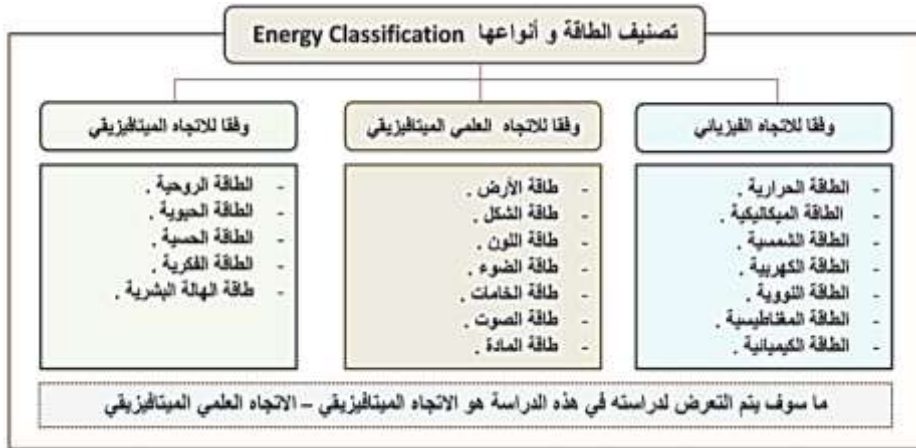 تصنيف الطاقة و أنواعها Energy Classification
وفقا للاتجاه الفيزيائي
- الطاقة الحرارية .
- الطاقة الميكانيكية .
- الطاقة الشمسية .
- الطاقة الكهربية .
- الطاقة النووية .
- الطاقة المغناطيسية .
- الطاقة الكيميائية .
وفقا للاتجاه العلمي الميتافيزيقي
- طاقة الأرض .
- طاقة الشكل .
- طاقة اللون .
- طاقة الضوء .
- طاقة الخامات .
- طاقة الصوت .
- طاقة المادة .
وفقا للاتجاه الميتافيزيقي
- الطاقة الروحية .
- الطاقة الحيوية .
- الطاقة الحسية .
- الطاقة الفكرية .
- طاقة الهالة البشرية .
ما سوف يتم التعرض لدراسته في هذه الدراسة هو الاتجاه الميتافيزيقي – الاتجاه العلمي الميتافيزيقي